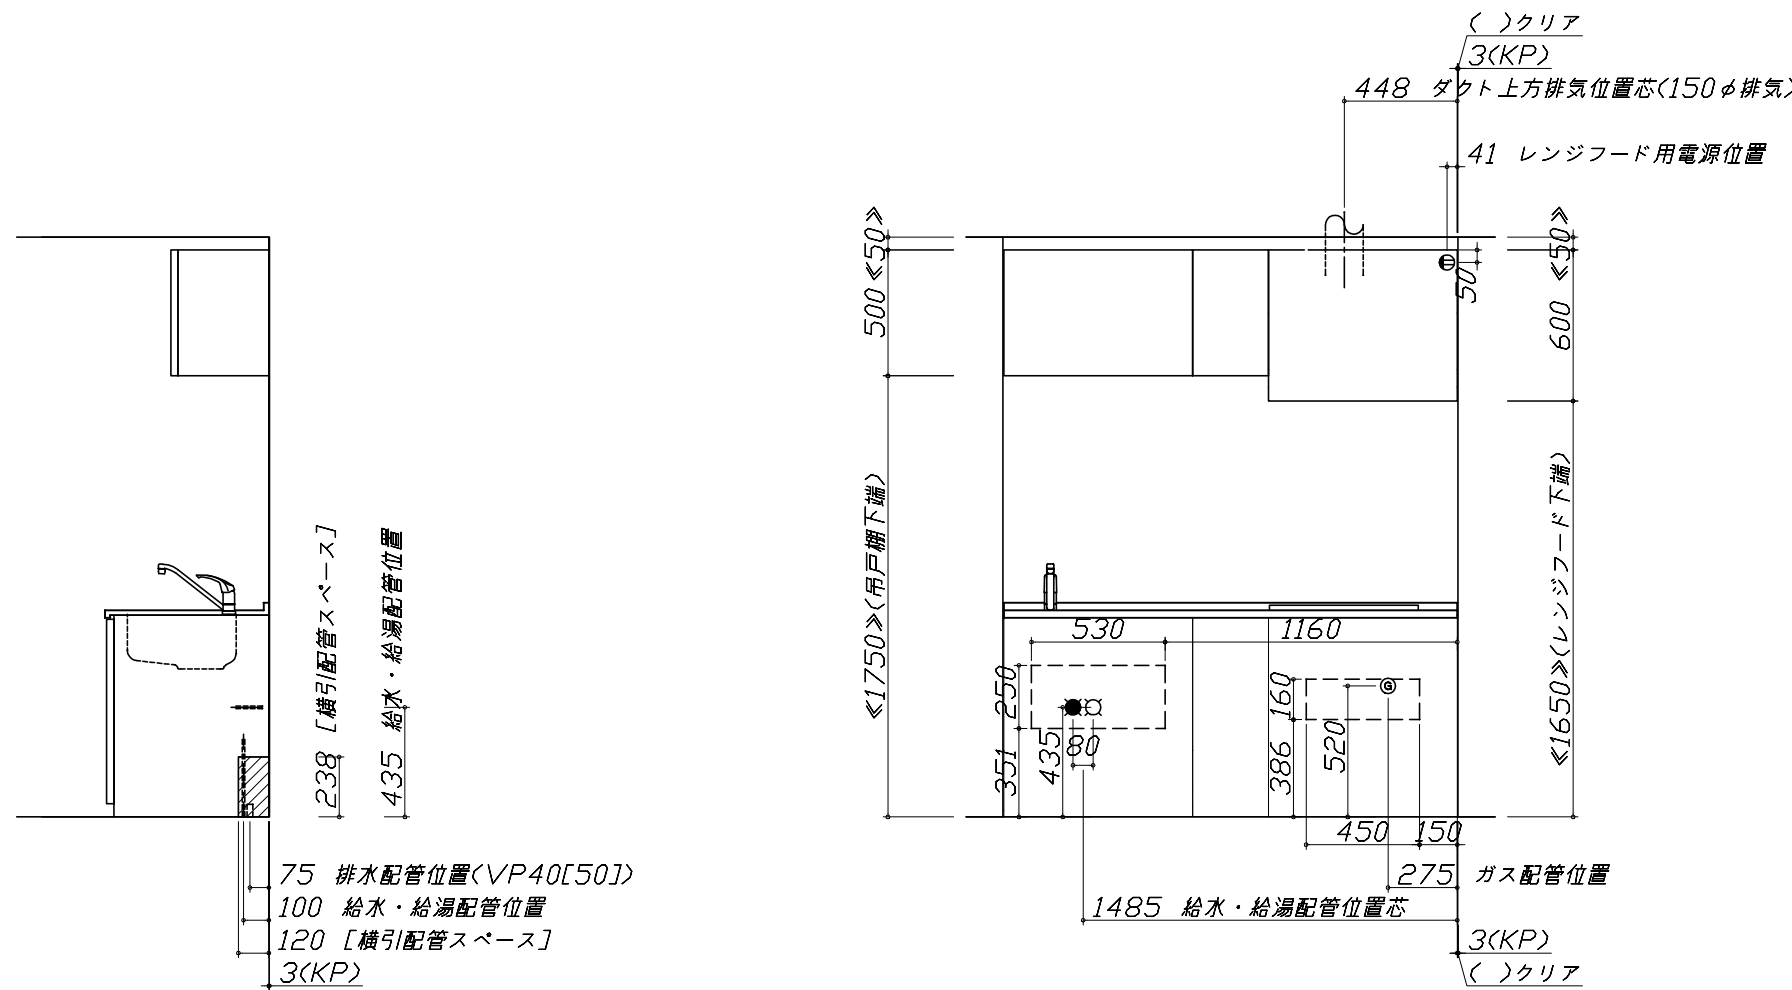 ( )クリア
3(KP)
448 ダクト上方排気位置芯(150φ排気)
41 レンジフード用電源位置
≪50≫
500
≪1750≫(吊戸棚下端)
≪50≫
600
≪1650≫(レンジフード下端)
50
238 [横引配管スペース]
435 給水・給湯配管位置
530
1160
250
351
435
80
160
386
520
450
150
75 排水配管位置(VP40[50])
100 給水・給湯配管位置
120 [横引配管スペース]
3(KP)
G
275 ガス配管位置
1485 給水・給湯配管位置芯
3(KP)
( )クリア